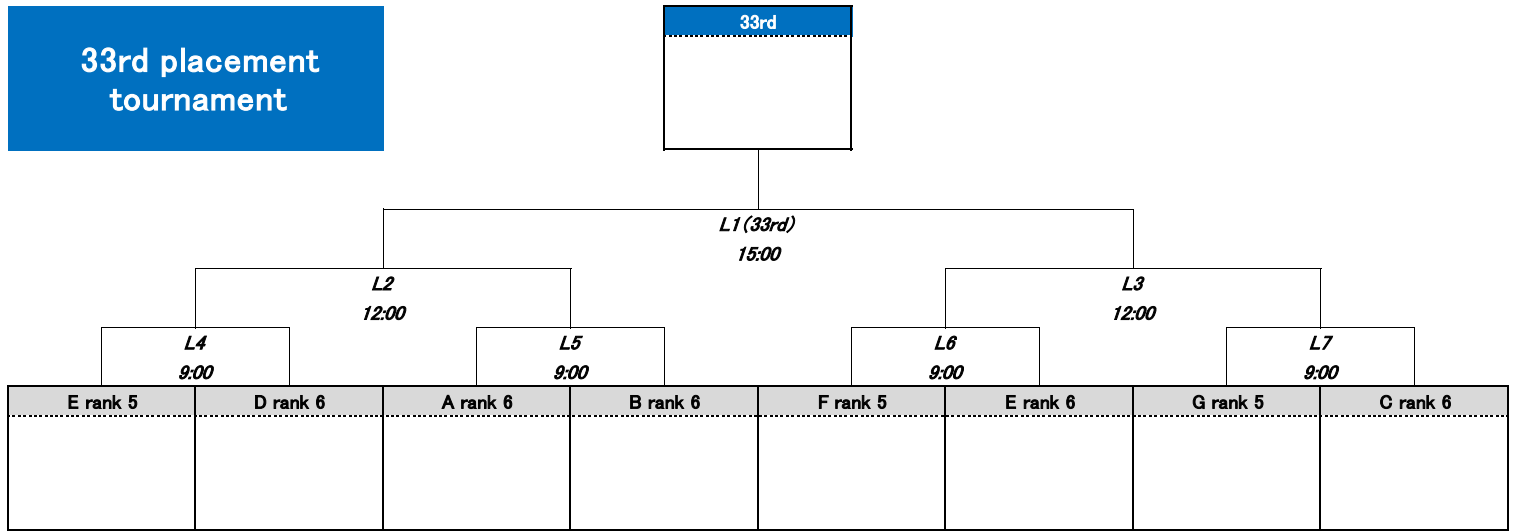 33rd placement
tournament
33rd
L1(33rd)
15:00
L2
12:00
L3
12:00
L4
9:00
L5
9:00
L6
9:00
L7
9:00
E rank 5
D rank 6
A rank 6
B rank 6
F rank 5
E rank 6
G rank 5
C rank 6